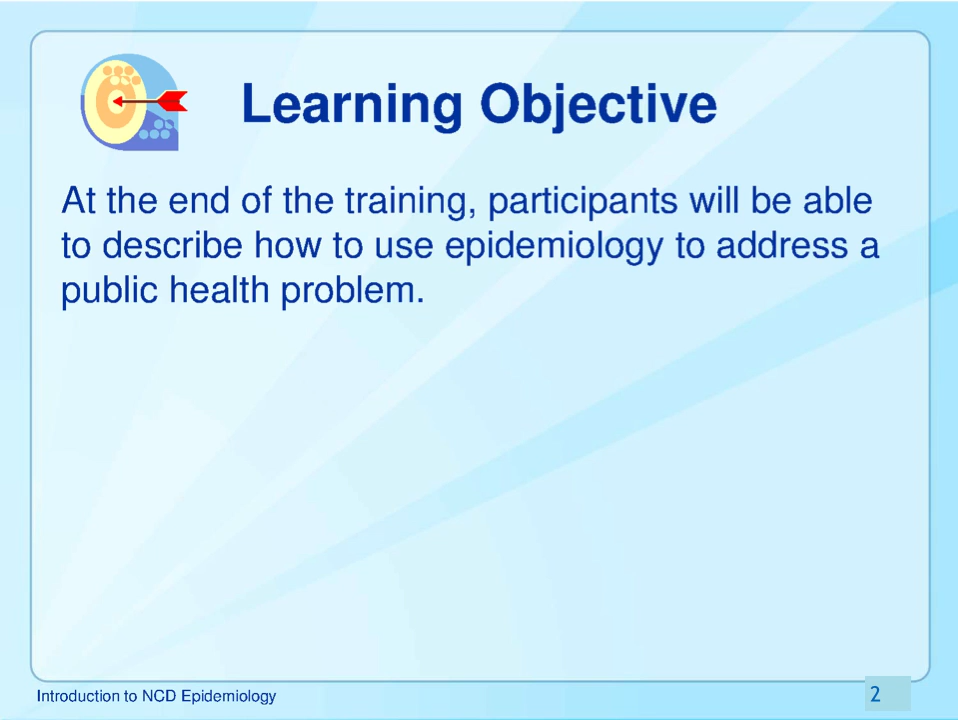 Learning Objective
At the end of the training, participants will be able
to describe how to use epidemiology to address a
public health problem.
Introduction to NCD Epidemiology
2